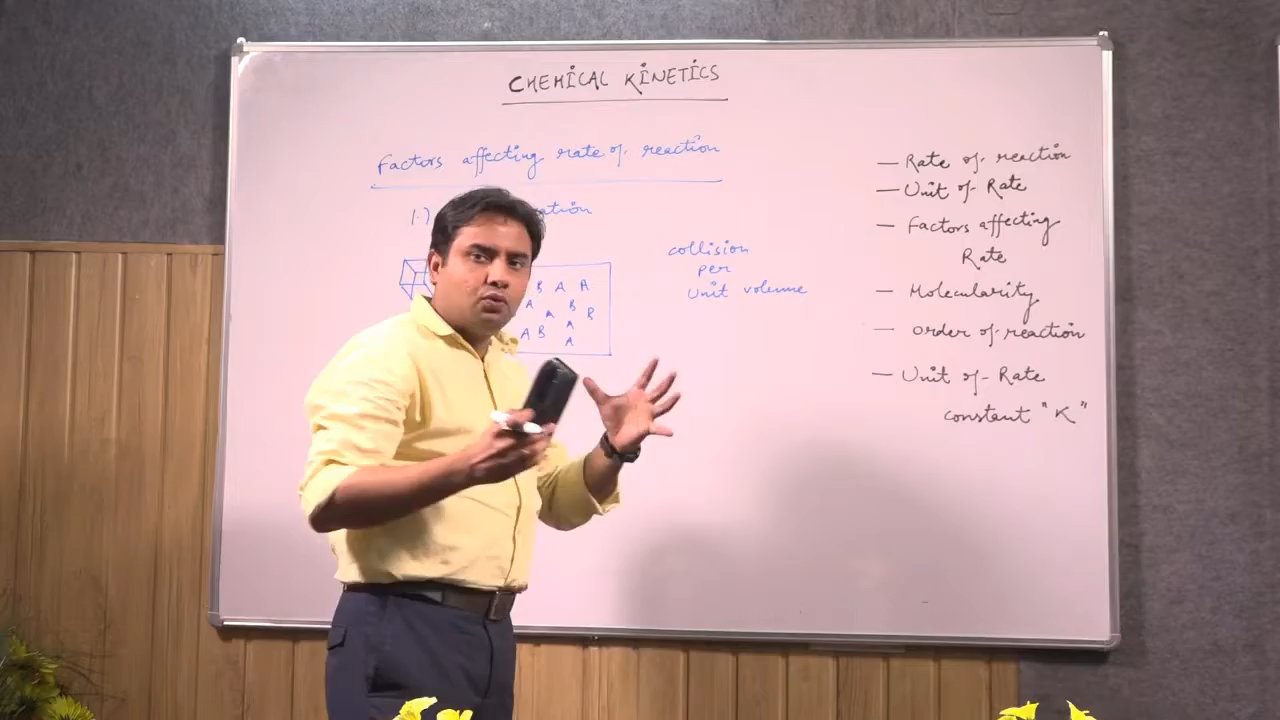 CHEMICAL KINETICS
Factors affecting rate of reaction
1.)
B A A
A B
A B
A B A
A
collision
per
Unit volume
— Rate of reaction
— Unit of Rate
— Factors affecting
Rate
— Molecularity
— Order of reaction
— Unit of Rate
constant "K"